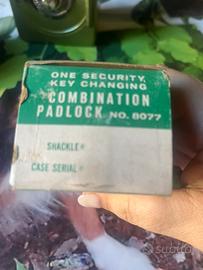 ONE SECURITY,
KEY CHANGING
COMBINATION
PADLOCK NO. 8077
SHACKLE#
CASE SERIAL#
subito